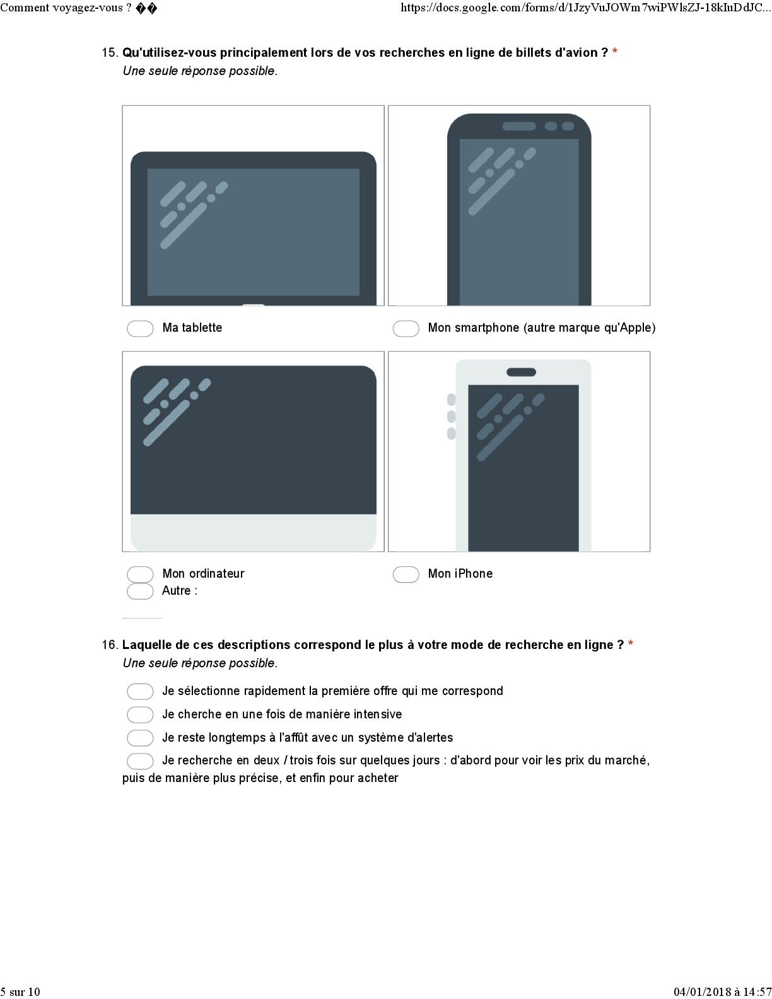 Comment voyagez-vous ? ��
https://docs.google.com/forms/d/1JzyVuJOWm7wiPWlsZJ-18kIuDdJC...
15. Qu'utilisez-vous principalement lors de vos recherches en ligne de billets d'avion ? *
Une seule réponse possible.
Ma tablette
Mon smartphone (autre marque qu'Apple)
Mon ordinateur
Mon iPhone
Autre :
16. Laquelle de ces descriptions correspond le plus à votre mode de recherche en ligne ? *
Une seule réponse possible.
Je sélectionne rapidement la première offre qui me correspond
Je cherche en une fois de manière intensive
Je reste longtemps à l'affût avec un système d'alertes
Je recherche en deux / trois fois sur quelques jours : d'abord pour voir les prix du marché,
puis de manière plus précise, et enfin pour acheter
5 sur 10
04/01/2018 à 14:57